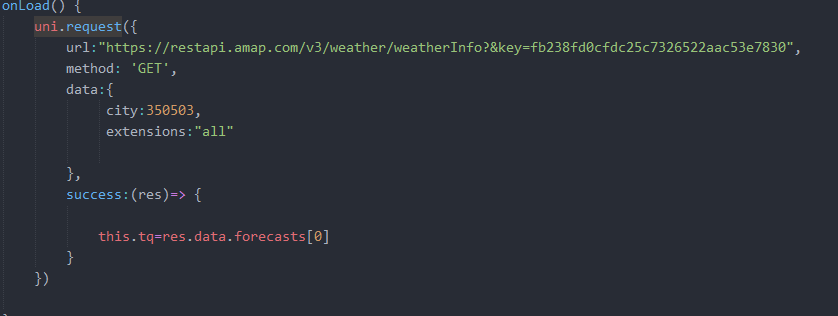 onLoad() {
uni.request({
url:"https://restapi.amap.com/v3/weather/weatherInfo?&key=fb238fd0cfdc25c7326522aac53e7830",
method: 'GET',
data:{
city:350503,
extensions:"all"
},
success:(res)=> {
this.tq=res.data.forecasts[0]
}
})